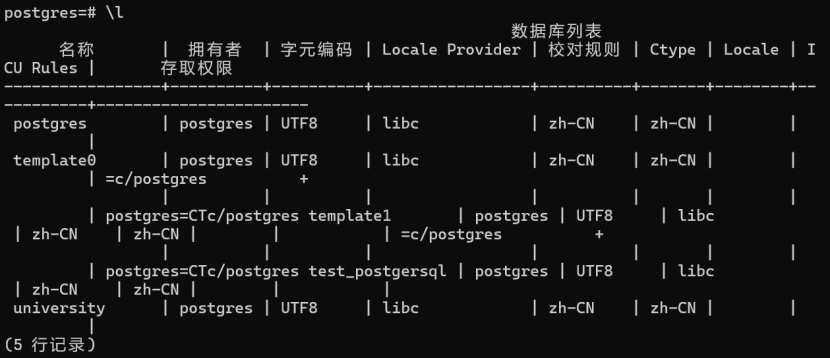 postgres=# \l
数据库列表
名称 | 拥有者 | 字元编码 | Locale Provider | 校对规则 | Ctype | Locale | I
CU Rules | 存取权限
-----------------+----------+----------+-----------------+----------+-------+--------+--
---------+-----------------------
postgres | postgres | UTF8 | libc | zh-CN | zh-CN | |
|
template0 | postgres | UTF8 | libc | zh-CN | zh-CN | |
| =c/postgres +
| | | | | | |
| postgres=CTc/postgres template1 | postgres | UTF8 | libc
| zh-CN | zh-CN | | | =c/postgres +
| | | | | | |
| postgres=CTc/postgres test_postgersql | postgres | UTF8 | libc
| zh-CN | zh-CN | | |
university | postgres | UTF8 | libc | zh-CN | zh-CN | |
|
(5 行记录)